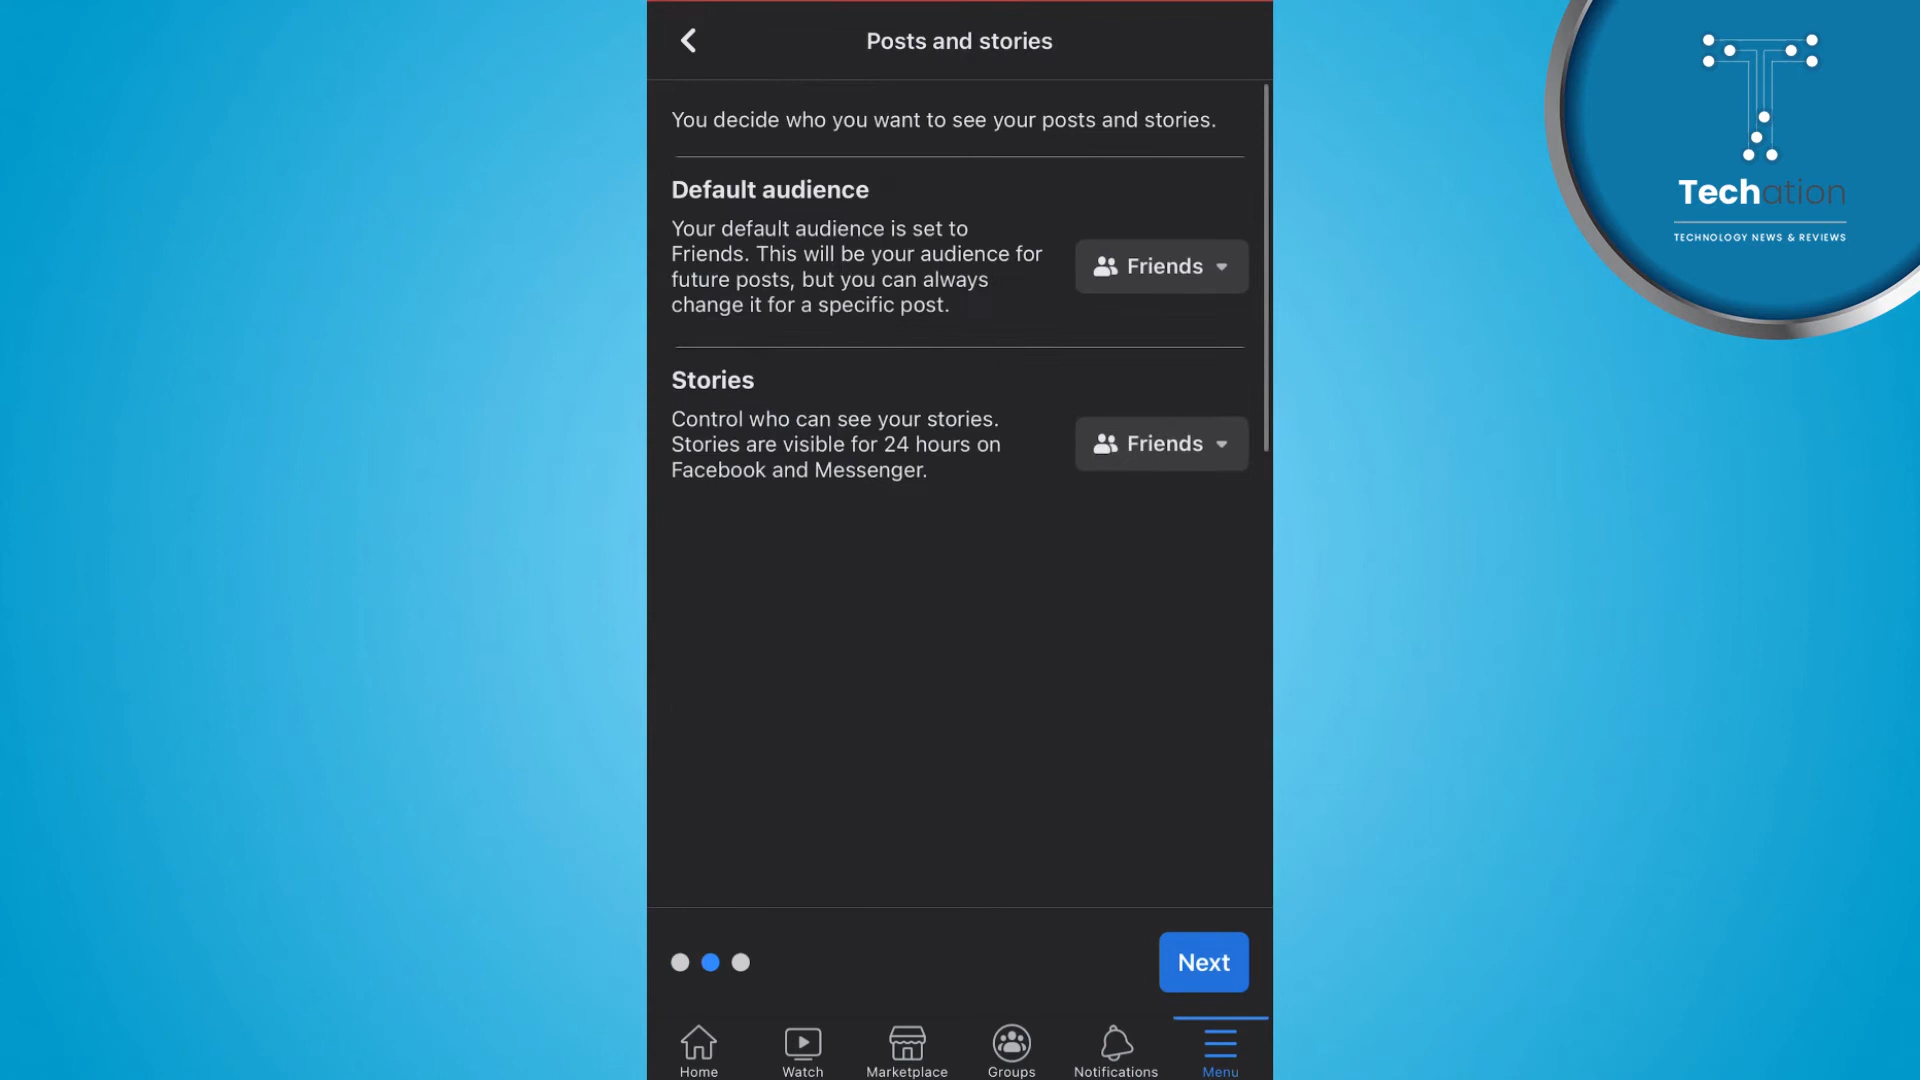 Posts and stories
You decide who you want to see your posts and stories.
Default audience
Your default audience is set to
Friends. This will be your audience for
future posts, but you can always
change it for a specific post.
Friends
Stories
Control who can see your stories.
Stories are visible for 24 hours on
Facebook and Messenger.
Friends
Next
Home
Watch
Marketplace
Groups
Notifications
Menu
Techation
TECHNOLOGY NEWS & REVIEWS